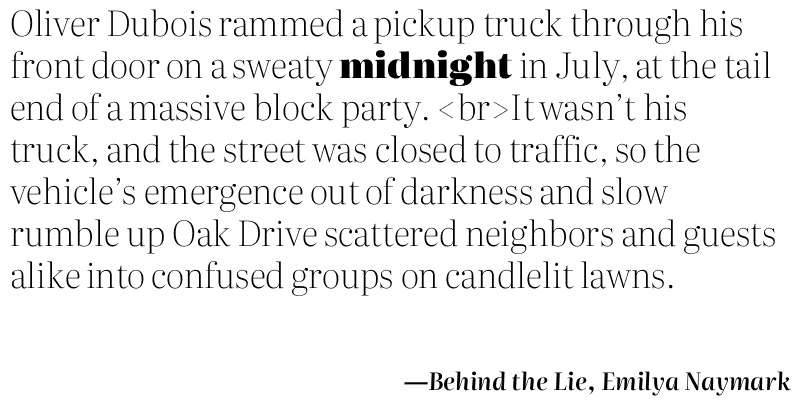 Oliver Dubois rammed a pickup truck through his
front door on a sweaty midnight in July, at the tail
end of a massive block party. <br>It wasn't his
truck, and the street was closed to traffic, so the
vehicle's emergence out of darkness and slow
rumble up Oak Drive scattered neighbors and guests
alike into confused groups on candlelit lawns.
—Behind the Lie, Emilya Naymark